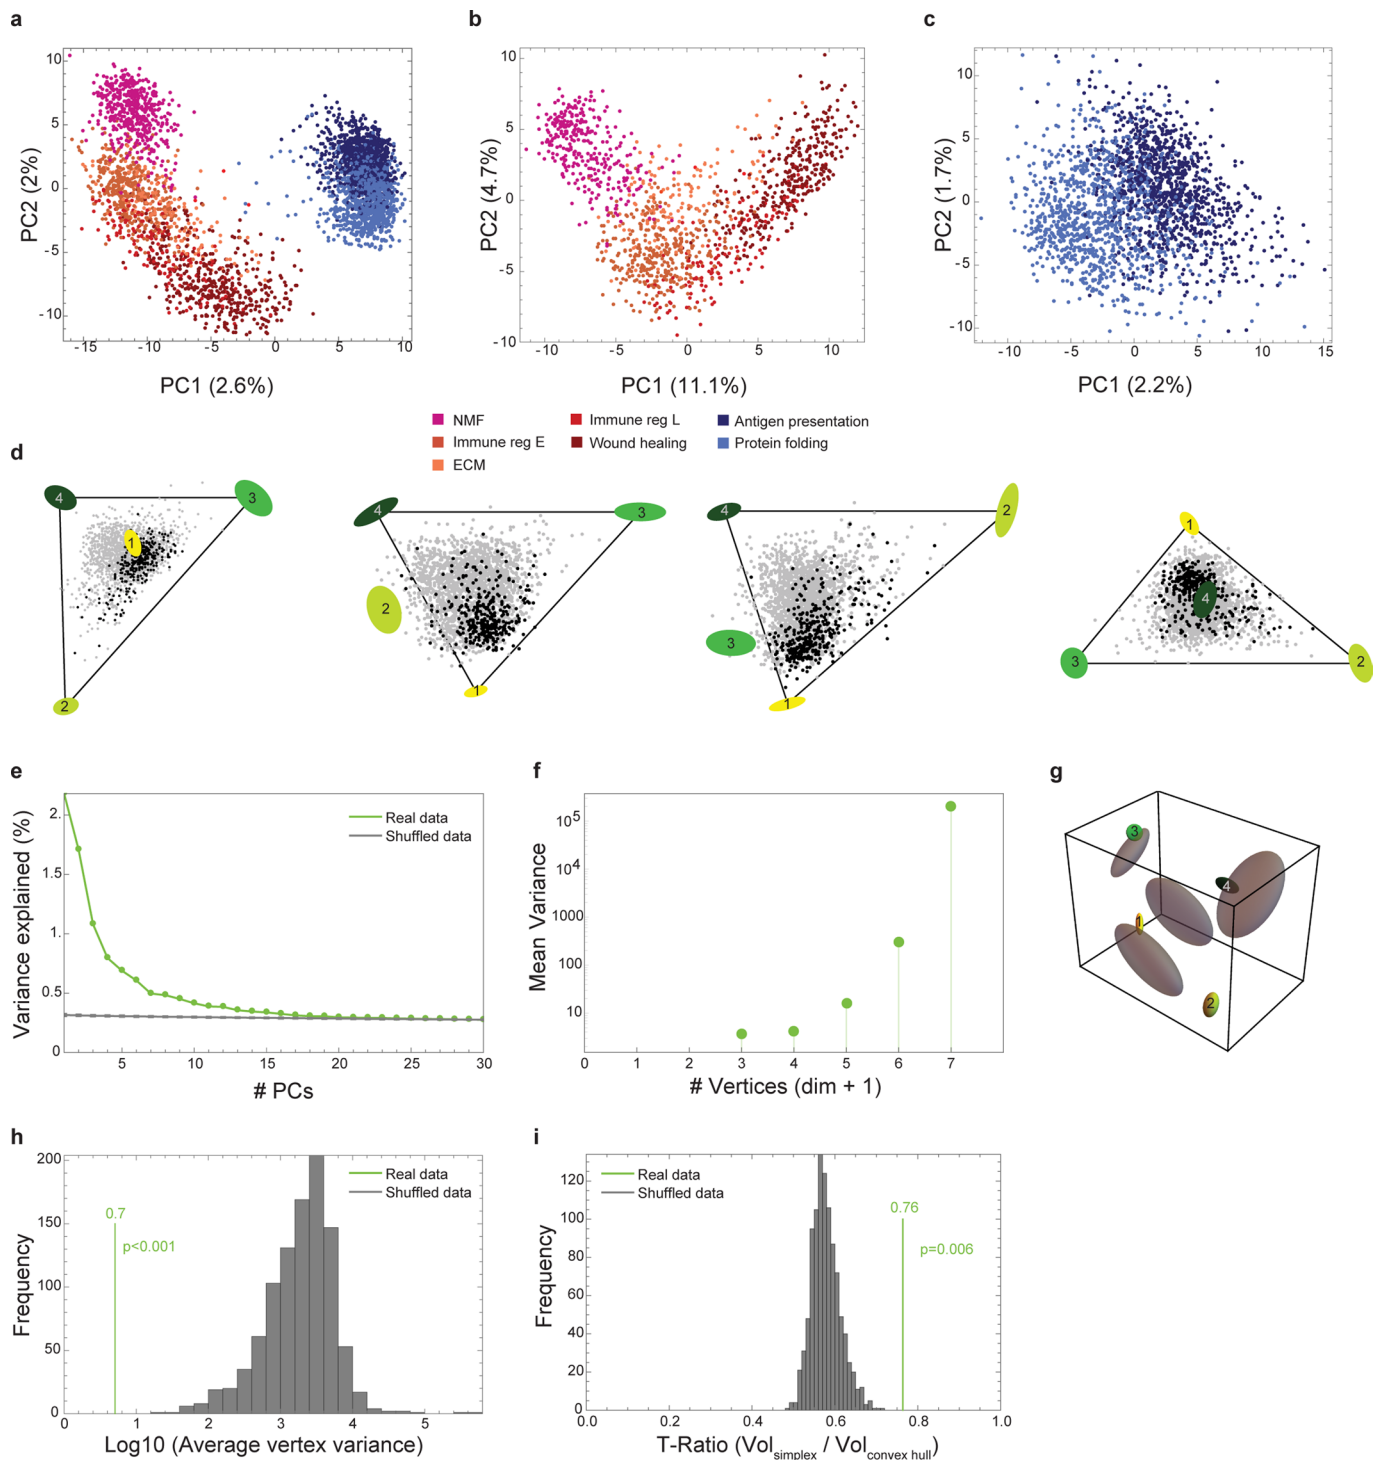 a
b
c
PC2 (2%)
10
5
0
-5
-10
-15
-10
-5
0
5
10
PC1 (2.6%)
PC2 (4.7%)
10
5
0
-5
-10
-10
-5
0
5
10
PC1 (11.1%)
PC2 (1.7%)
10
5
0
-5
-10
-10
-5
0
5
10
15
PC1 (2.2%)
NMF
Immune reg E
ECM
Immune reg L
Wound healing
Antigen presentation
Protein folding
d
4
3
1
2
4
3
2
1
4
2
3
1
1
4
3
2
e
Variance explained (%)
2.
1.5
1.
0.5
0
5
10
15
20
25
30
# PCs
Real data
Shuffled data
f
Mean Variance
10^5
10^4
1000
100
10
0
1
2
3
4
5
6
7
# Vertices (dim + 1)
g
3
4
1
2
h
Frequency
200
150
100
50
0
0
1
2
3
4
5
Log10 (Average vertex variance)
0.7
p<0.001
Real data
Shuffled data
i
Frequency
120
100
80
60
40
20
0
0.0
0.2
0.4
0.6
0.8
1.0
T-Ratio (Vol_simplex / Vol_convex hull)
Real data
Shuffled data
0.76
p=0.006